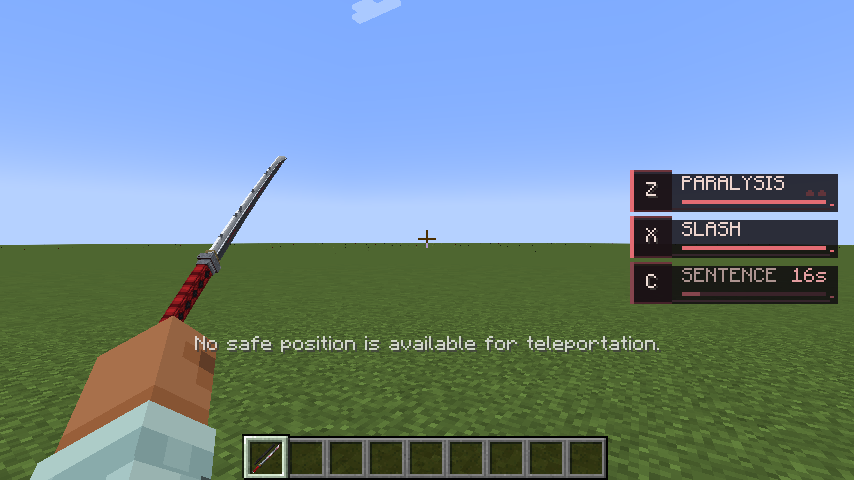 Z PARALYSIS
X SLASH
C SENTENCE 16s
No safe position is available for teleportation.